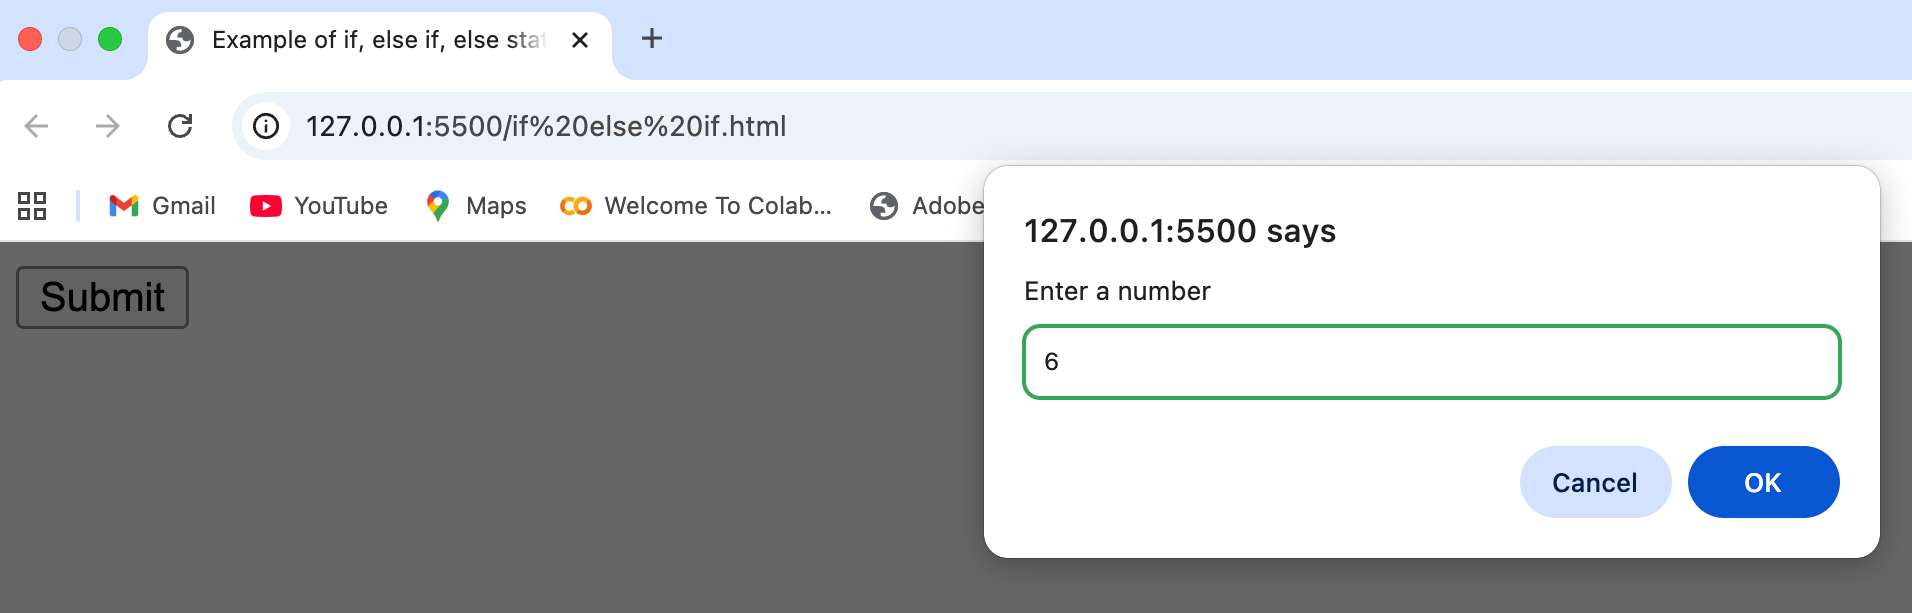 Example of if, else if, else stat
127.0.0.1:5500/if%20else%20if.html
Gmail YouTube Maps Welcome To Colab... Adobe
127.0.0.1:5500 says
Enter a number
6
Cancel OK
Submit